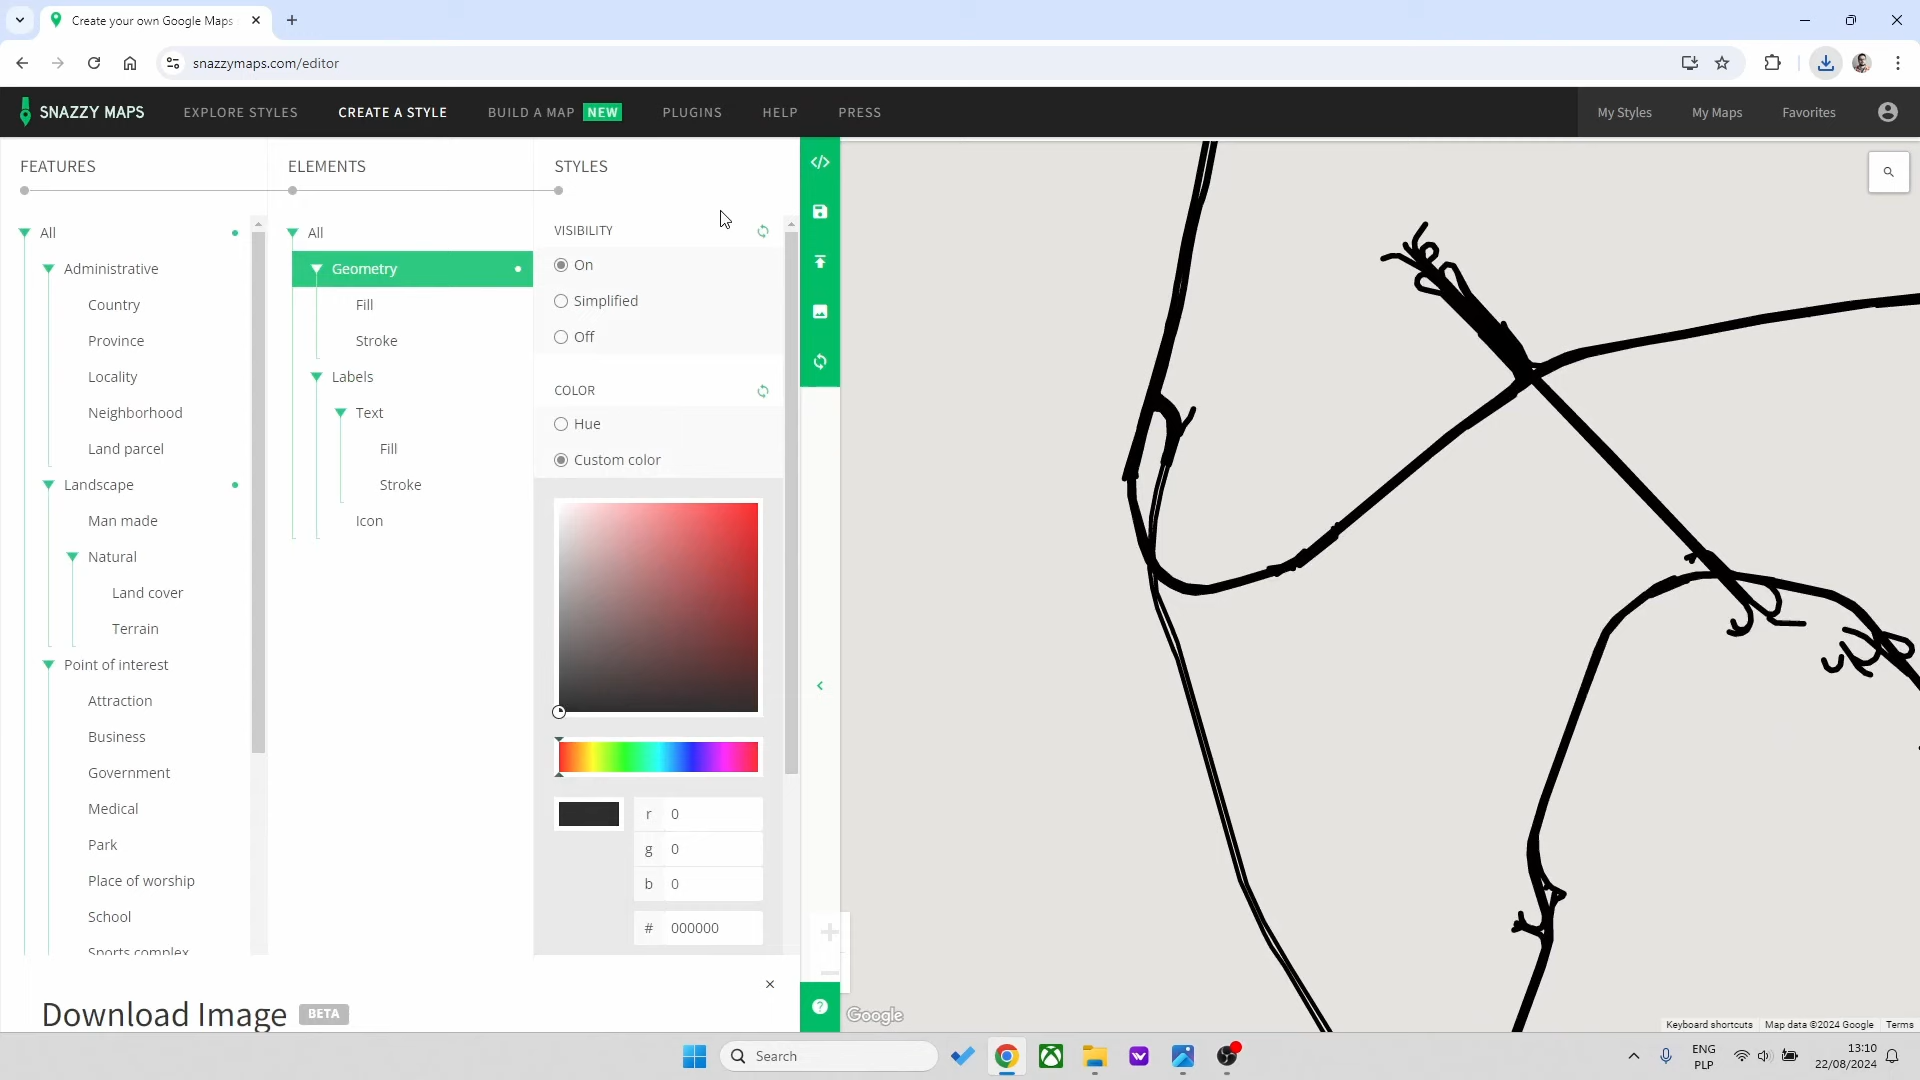 Create your own Google Maps
snazzymaps.com/editor
SNAZZY MAPS
EXPLORE STYLES
CREATE A STYLE
BUILD A MAP NEW
PLUGINS
HELP
PRESS
My Styles
My Maps
Favorites
FEATURES
ELEMENTS
STYLES
All
Administrative
Country
Province
Locality
Neighborhood
Land parcel
Landscape
Man made
Natural
Land cover
Terrain
Point of interest
Attraction
Business
Government
Medical
Park
Place of worship
School
Sports complex
All
Geometry
Fill
Stroke
Labels
Text
Fill
Stroke
Icon
VISIBILITY
On
Simplified
Off
COLOR
Hue
Custom color
r 0
g 0
b 0
# 000000
Download Image BETA
Google
Keyboard shortcuts
Map data ©2024 Google
Terms
Search
ENG
PLP
13:10
22/08/2024